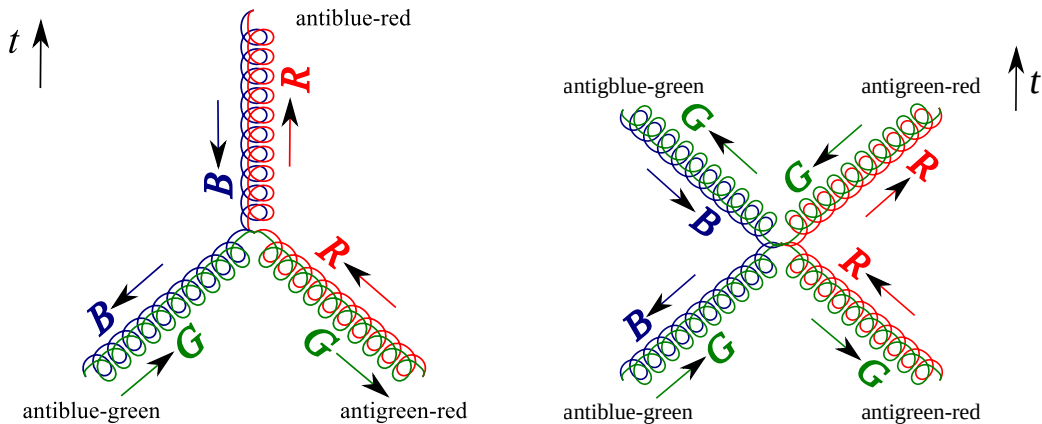 antiblue-red
t
R
B
R
B
G
G
antiblue-green
antigreen-red
antigblue-green
antigreen-red
t
G
G
R
B
R
B
G
G
antiblue-green
antigreen-red